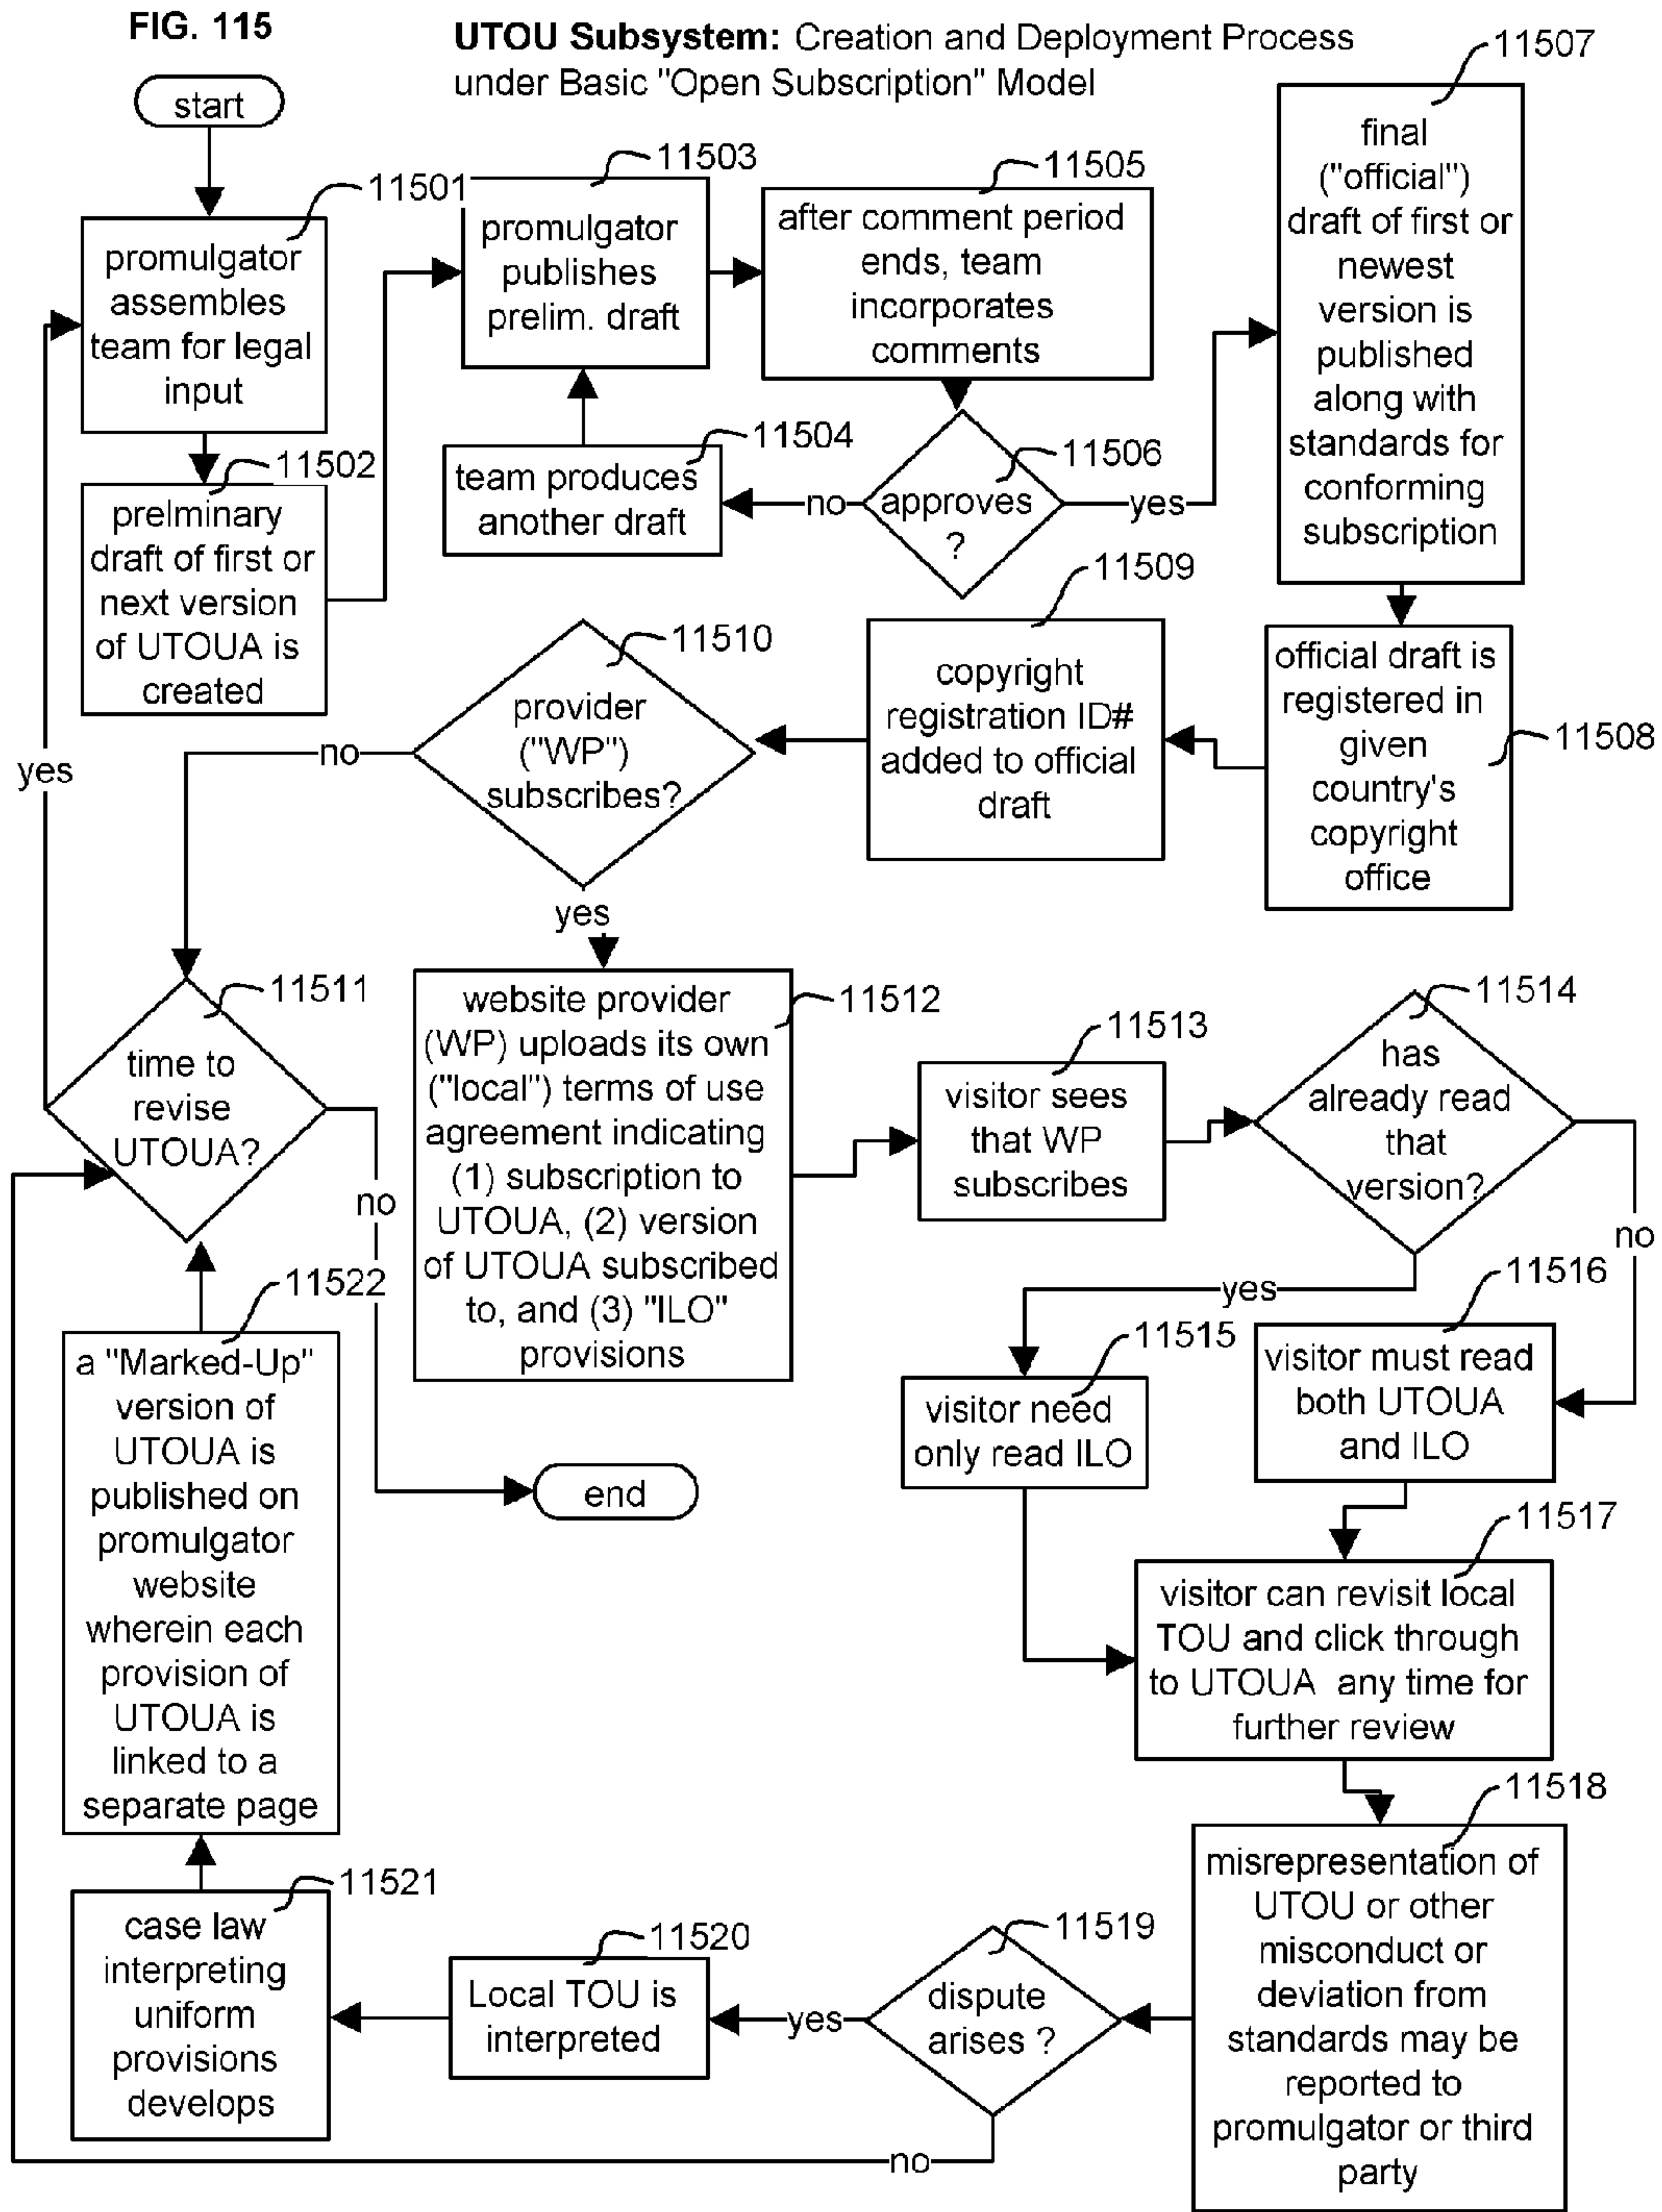 FIG. 115
UTOU Subsystem: Creation and Deployment Process
under Basic "Open Subscription" Model
start
11501
promulgator
assembles
team for legal
input
11502
prelminary
draft of first or
next version
of UTOUA is
created
11503
promulgator
publishes
prelim. draft
11504
team produces
another draft
11505
after comment period
ends, team
incorporates
comments
11506
approves
?
no
yes
11507
final
("official")
draft of first or
newest
version is
published
along with
standards for
conforming
subscription
11508
official draft is
registered in
given
country's
copyright
office
11509
copyright
registration ID#
added to official
draft
11510
provider
("WP")
subscribes?
no
yes
11511
time to
revise
UTOUA?
yes
no
end
11512
website provider
(WP) uploads its own
("local") terms of use
agreement indicating
(1) subscription to
UTOUA, (2) version
of UTOUA subscribed
to, and (3) "ILO"
provisions
11513
visitor sees
that WP
subscribes
11514
has
already read
that
version?
yes
no
11515
visitor need
only read ILO
11516
visitor must read
both UTOUA
and ILO
11517
visitor can revisit local
TOU and click through
to UTOUA any time for
further review
11518
misrepresentation of
UTOU or other
misconduct or
deviation from
standards may be
reported to
promulgator or third
party
11519
dispute
arises ?
yes
no
11520
Local TOU is
interpreted
11521
case law
interpreting
uniform
provisions
develops
11522
a "Marked-Up"
version of
UTOUA is
published on
promulgator
website
wherein each
provision of
UTOUA is
linked to a
separate page